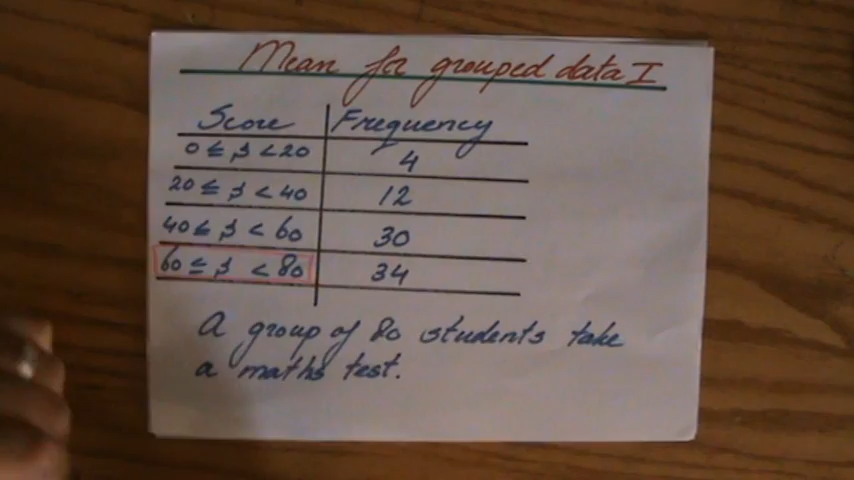 Mean for grouped data I
Score Frequency
0 ≤ s < 20 4
20 ≤ s < 40 12
40 ≤ s < 60 30
60 ≤ s < 80 34
A group of 80 students take
a maths test.